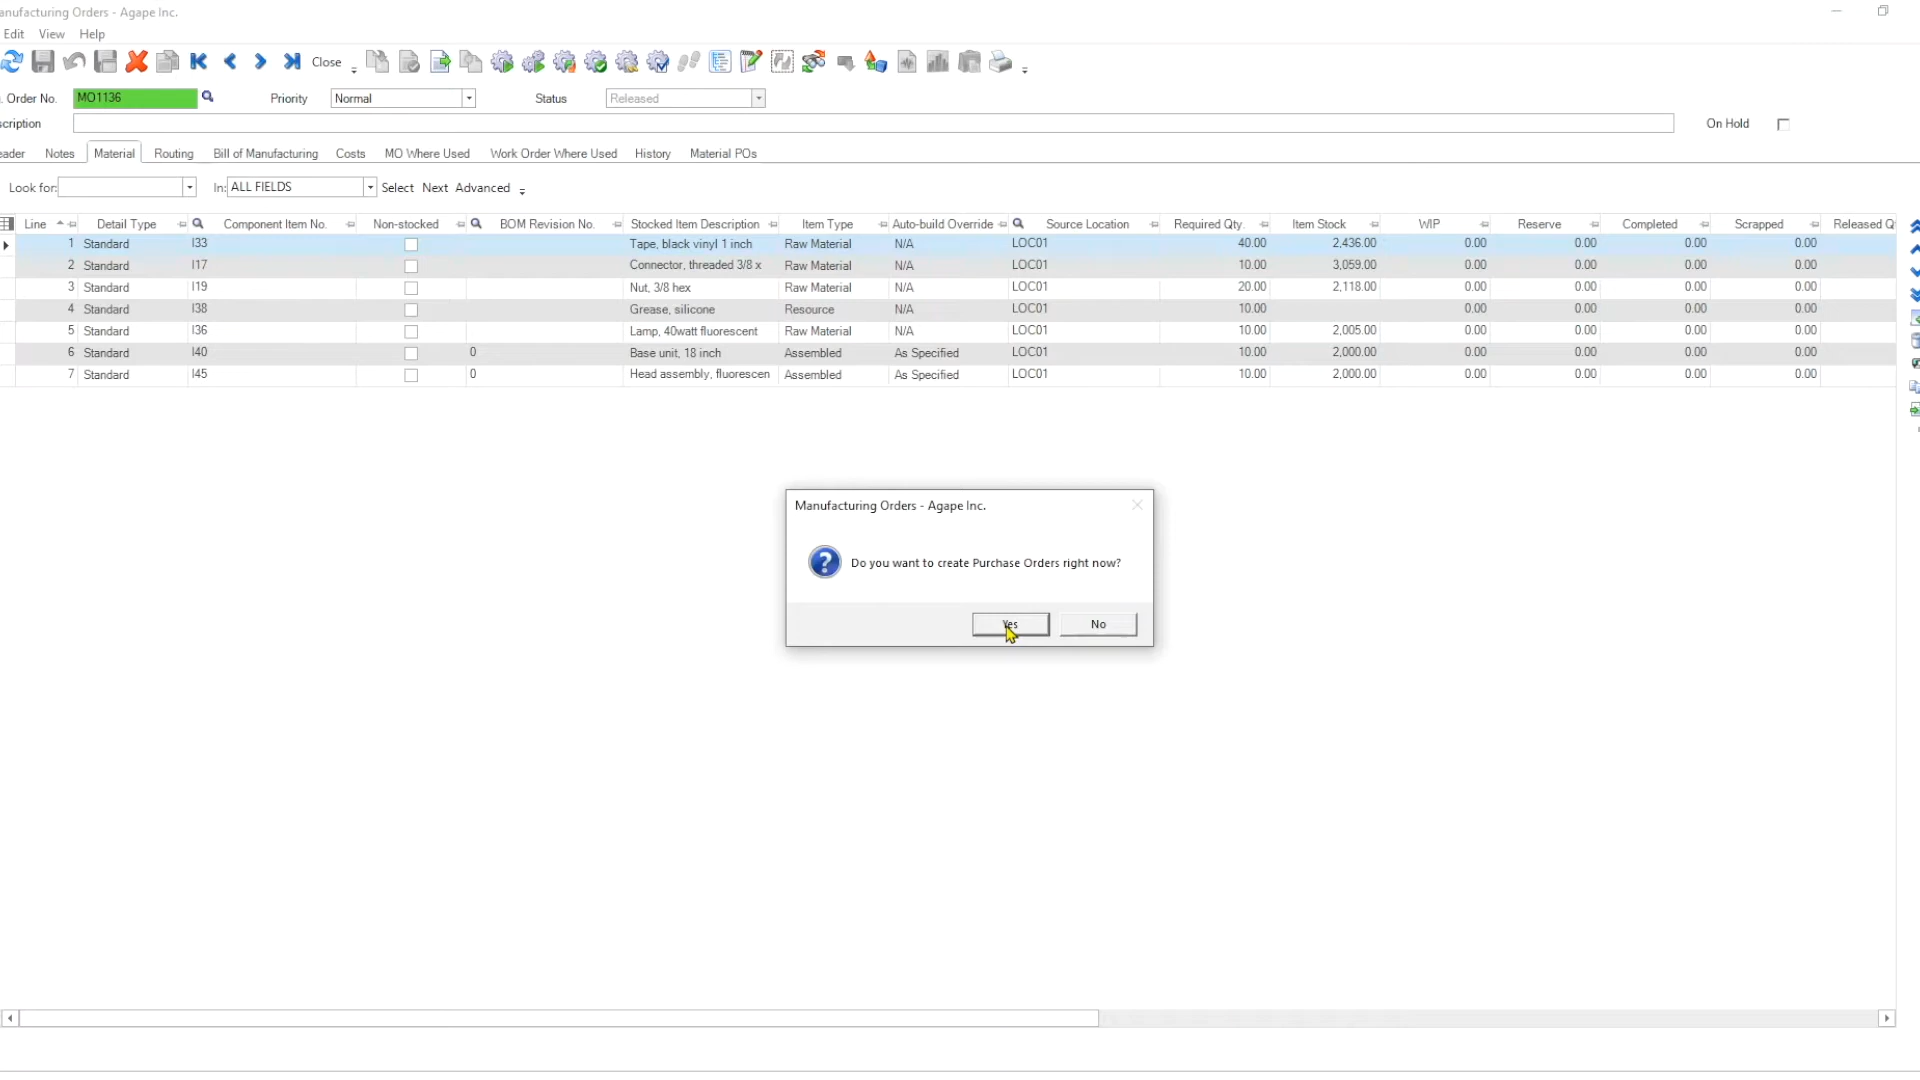 anufacturing Orders - Agape Inc.
Edit View Help
Close
. Order No. MO1136 Priority Normal Status Released
scription On Hold
eader Notes Material Routing Bill of Manufacturing Costs MO Where Used Work Order Where Used History Material POs
Look for: In: ALL FIELDS Select Next Advanced
Line Detail Type Component Item No. Non-stocked BOM Revision No. Stocked Item Description Item Type Auto-build Override Source Location Required Qty. Item Stock WIP Reserve Completed Scrapped Released Q
1 Standard I33 Tape, black vinyl 1 inch Raw Material N/A LOC01 40.00 2,436.00 0.00 0.00 0.00 0.00
2 Standard I17 Connector, threaded 3/8 x Raw Material N/A LOC01 10.00 3,059.00 0.00 0.00 0.00 0.00
3 Standard I19 Nut, 3/8 hex Raw Material N/A LOC01 20.00 2,118.00 0.00 0.00 0.00 0.00
4 Standard I38 Grease, silicone Resource N/A LOC01 10.00 0.00 0.00 0.00 0.00
5 Standard I36 Lamp, 40watt fluorescent Raw Material N/A LOC01 10.00 2,005.00 0.00 0.00 0.00 0.00
6 Standard I40 0 Base unit, 18 inch Assembled As Specified LOC01 10.00 2,000.00 0.00 0.00 0.00 0.00
7 Standard I45 0 Head assembly, fluorescen Assembled As Specified LOC01 10.00 2,000.00 0.00 0.00 0.00 0.00
Manufacturing Orders - Agape Inc.
Do you want to create Purchase Orders right now?
Yes No